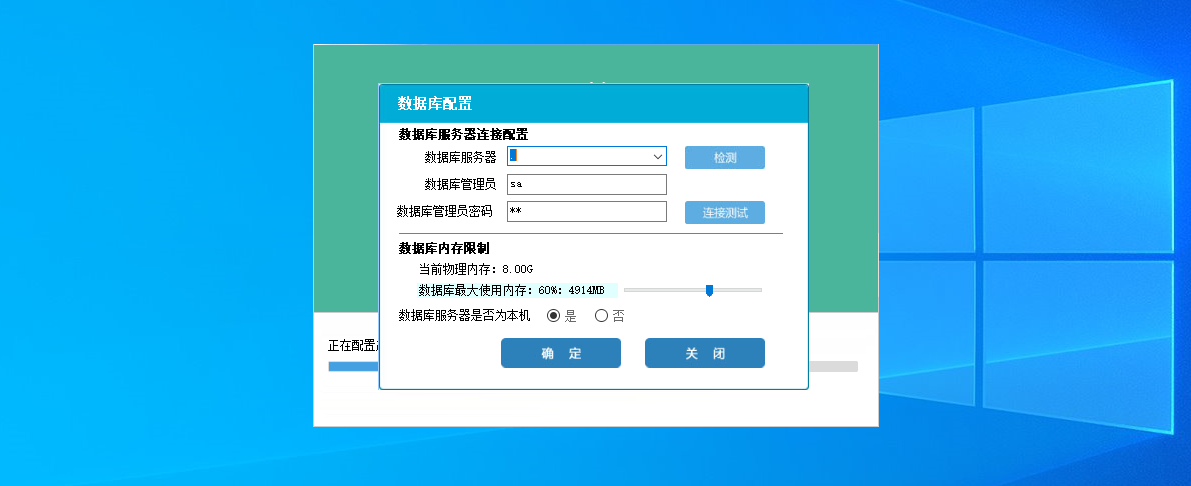 数据库配置
数据库服务器连接配置
数据库服务器 . 检测
数据库管理员 sa
数据库管理员密码 ** 连接测试
数据库内存限制
当前物理内存：8.00G
数据库最大使用内存：60%：4914MB
数据库服务器是否为本机 是 否
正在配置
确 定 关 闭